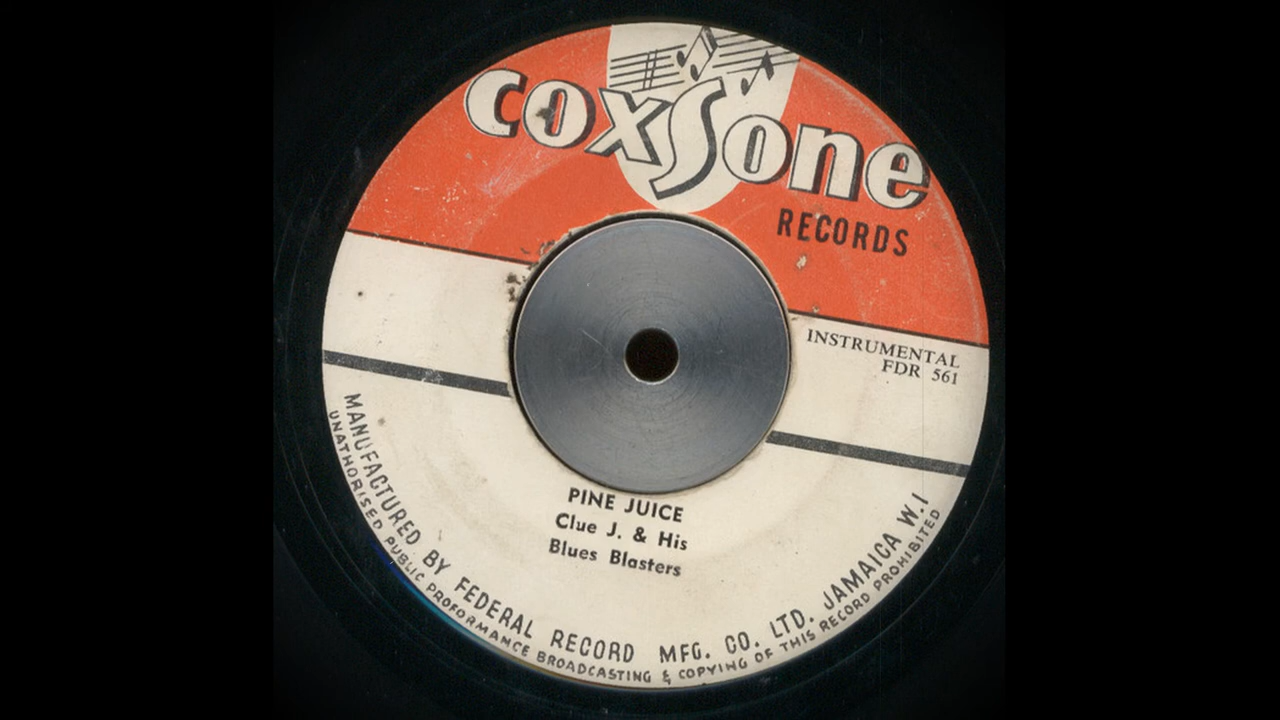 coxSone
RECORDS
INSTRUMENTAL
FDR 561
PINE JUICE
Clue J. & His
Blues Blasters
MANUFACTURED BY FEDERAL RECORD MFG. CO. LTD. JAMAICA W.I
UNATHORISED PUBLIC PROFORMANCE BROADCASTING & COPYING OF THIS RECORD PROHIBITED